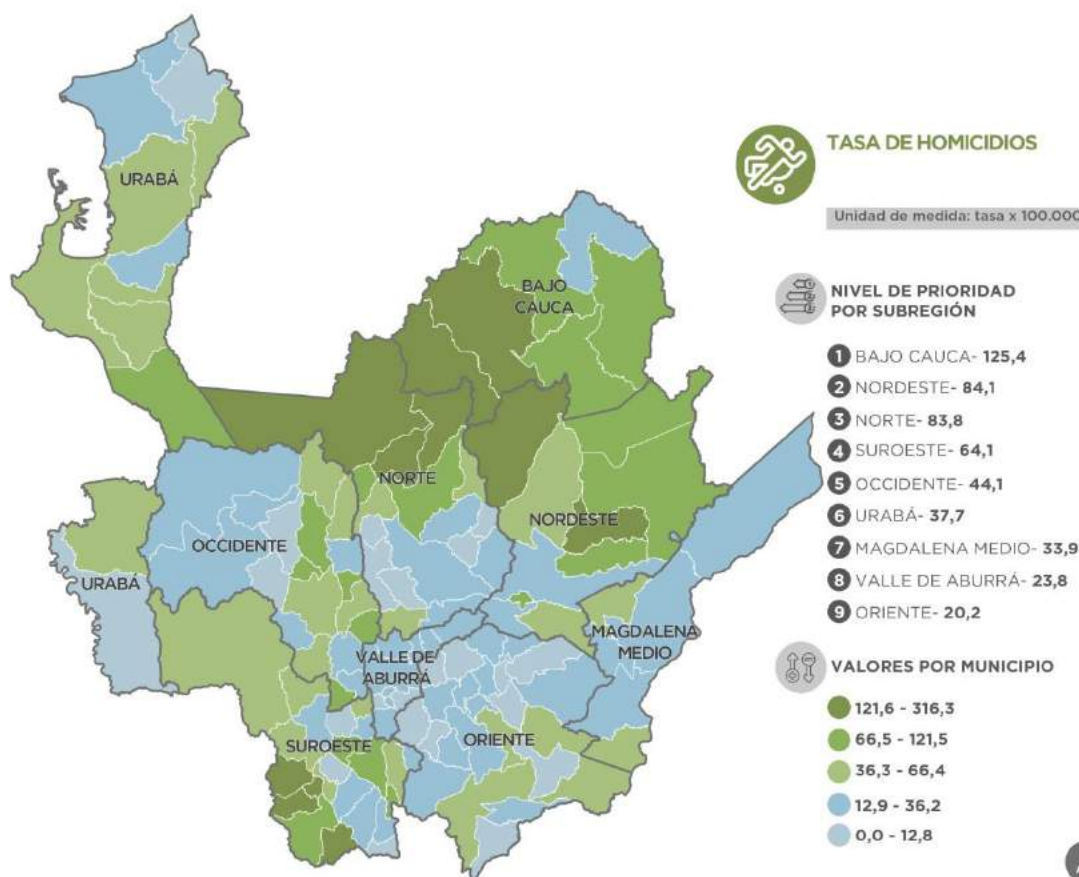 URABÁ
BAJO
CAUCA
NORTE
NORDESTE
OCCIDENTE
URABÁ
MAGDALENA
MEDIO
VALLE DE
ABURRÁ
SUROESTE
ORIENTE
TASA DE HOMICIDIOS
Unidad de medida: tasa x 100.000
NIVEL DE PRIORIDAD
POR SUBREGIÓN
1 BAJO CAUCA- 125,4
2 NORDESTE- 84,1
3 NORTE- 83,8
4 SUROESTE- 64,1
5 OCCIDENTE- 44,1
6 URABÁ- 37,7
7 MAGDALENA MEDIO- 33,9
8 VALLE DE ABURRÁ- 23,8
9 ORIENTE- 20,2
VALORES POR MUNICIPIO
121,6 - 316,3
66,5 - 121,5
36,3 - 66,4
12,9 - 36,2
0,0 - 12,8